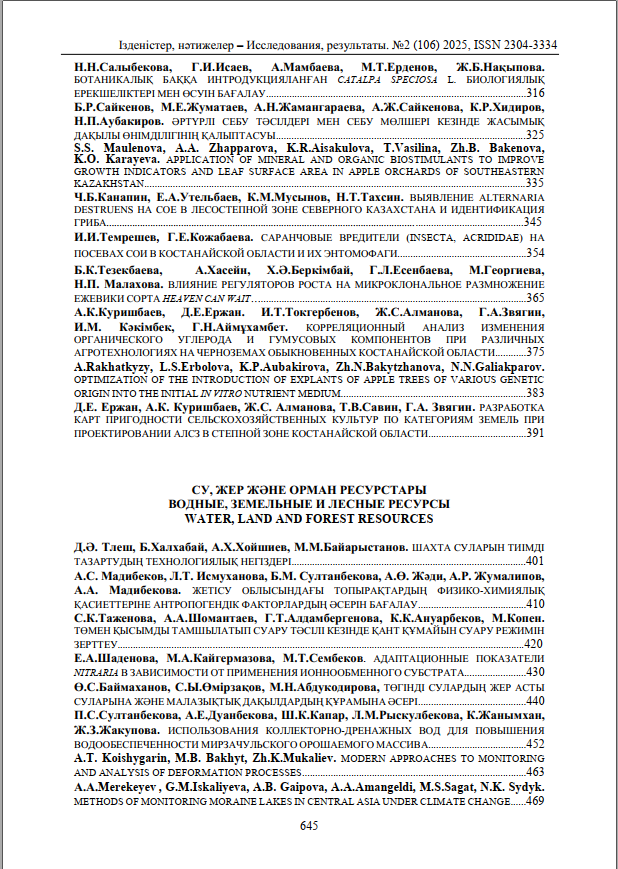 Ізденістер, нәтижелер – Исследования, результаты. №2 (106) 2025, ISSN 2304-3334
Н.Н.Салыбекова, Г.И.Исаев, А.Мамбаева, М.Т.Ерденов, Ж.Б.Нақыпова.
БОТАНИКАЛЫҚ БАҚҚА ИНТРОДУКЦИЯЛАНҒАН CATALPA SPECIOSA L. БИОЛОГИЯЛЫҚ
ЕРЕКШЕЛІКТЕРІ МЕН ӨСУІН БАҒАЛАУ...316
Б.Р.Сайкенов, М.Е.Жуматаев, А.Н.Жамангараева, А.Ж.Сайкенова, К.Р.Хидиров,
Н.П.Аубакиров. ӘРТҮРЛІ СЕБУ ТӘСІЛДЕРІ МЕН СЕБУ МӨЛШЕРІ КЕЗІНДЕ ЖАСЫМЫҚ
ДАҚЫЛЫ ӨНІМДІЛІГІНІҢ ҚАЛЫПТАСУЫ...325
S.S. Maulenova, A.A. Zhapparova, K.R.Aisakulova, T.Vasilina, Zh.B. Bakenova,
K.O. Karayeva. APPLICATION OF MINERAL AND ORGANIC BIOSTIMULANTS TO IMPROVE
GROWTH INDICATORS AND LEAF SURFACE AREA IN APPLE ORCHARDS OF SOUTHEASTERN
KAZAKHSTAN...335
Ч.Б.Канапин, Е.А.Утельбаев, К.М.Мусынов, Н.Т.Тахсин. ВЫЯВЛЕНИЕ ALTERNARIA
DESTRUENS НА СОЕ В ЛЕСОСТЕПНОЙ ЗОНЕ СЕВЕРНОГО КАЗАХСТАНА И ИДЕНТИФИКАЦИЯ
ГРИБА...345
И.И.Темрешев, Г.Е.Кожабаева. САРАНЧОВЫЕ ВРЕДИТЕЛИ (INSECTA, ACRIDIDAE) НА
ПОСЕВАХ СОИ В КОСТАНАЙСКОЙ ОБЛАСТИ И ИХ ЭНТОМОФАГИ...354
Б.К.Тезекбаева, А.Хасейн, Х.Ә.Беркімбай, Г.Л.Есенбаева, М.Георгиева,
Н.П. Малахова. ВЛИЯНИЕ РЕГУЛЯТОРОВ РОСТА НА МИКРОКЛОНАЛЬНОЕ РАЗМНОЖЕНИЕ
ЕЖЕВИКИ СОРТА HEAVEN CAN WAIT...365
А.К.Куришбаев, Д.Е.Ержан. И.Т.Токгербенов, Ж.С.Алманова, Г.А.Звягин,
И.М. Кәкімбек, Г.Н.Аймұхамбет. КОРРЕЛЯЦИОННЫЙ АНАЛИЗ ИЗМЕНЕНИЯ
ОРГАНИЧЕСКОГО УГЛЕРОДА И ГУМУСОВЫХ КОМПОНЕНТОВ ПРИ РАЗЛИЧНЫХ
АГРОТЕХНОЛОГИЯХ НА ЧЕРНОЗЕМАХ ОБЫКНОВЕННЫХ КОСТАНАЙСКОЙ ОБЛАСТИ...375
A.Rakhatkyzy, L.S.Erbolova, K.P.Aubakirova, Zh.N.Bakytzhanova, N.N.Galiakparov.
OPTIMIZATION OF THE INTRODUCTION OF EXPLANTS OF APPLE TREES OF VARIOUS GENETIC
ORIGIN INTO THE INITIAL IN VITRO NUTRIENT MEDIUM...383
Д.Е. Ержан, А.К. Куришбаев, Ж.С. Алманова, Т.В.Савин, Г.А. Звягин. РАЗРАБОТКА
КАРТ ПРИГОДНОСТИ СЕЛЬСКОХОЗЯЙСТВЕННЫХ КУЛЬТУР ПО КАТЕГОРИЯМ ЗЕМЕЛЬ ПРИ
ПРОЕКТИРОВАНИИ АЛСЗ В СТЕПНОЙ ЗОНЕ КОСТАНАЙСКОЙ ОБЛАСТИ...391
СУ, ЖЕР ЖӘНЕ ОРМАН РЕСУРСТАРЫ
ВОДНЫЕ, ЗЕМЕЛЬНЫЕ И ЛЕСНЫЕ РЕСУРСЫ
WATER, LAND AND FOREST RESOURCES
Д.Ә. Тлеш, Б.Халхабай, А.Х.Хойшиев, М.М.Байарыстанов. ШАХТА СУЛАРЫН ТИІМДІ
ТАЗАРТУДЫҢ ТЕХНОЛОГИЯЛЫҚ НЕГІЗДЕРІ...401
А.С. Мадибеков, Л.Т. Исмуханова, Б.М. Султанбекова, А.Ө. Жәди, А.Р. Жумалипов,
А.А. Мадибекова. ЖЕТІСУ ОБЛЫСЫНДАҒЫ ТОПЫРАҚТАРДЫҢ ФИЗИКО-ХИМИЯЛЫҚ
ҚАСИЕТТЕРІНЕ АНТРОПОГЕНДІК ФАКТОРЛАРДЫҢ ӘСЕРІН БАҒАЛАУ...410
С.К.Таженова, А.А.Шомантаев, Г.Т.Алдамбергенова, К.К.Ануарбеков, М.Копен.
ТӨМЕН ҚЫСЫМДЫ ТАМШЫЛАТЫП СУАРУ ТӘСІЛІ КЕЗІНДЕ ҚАНТ ҚҰМАЙЫН СУАРУ РЕЖИМІН
ЗЕРТТЕУ...420
Е.А.Шаденова, М.А.Кайгермазова, М.Т.Сембеков. АДАПТАЦИОННЫЕ ПОКАЗАТЕЛИ
NITRARIA В ЗАВИСИМОСТИ ОТ ПРИМЕНЕНИЯ ИОННООБМЕННОГО СУБСТРАТА...430
Ө.С.Баймаханов, С.Ы.Өмірзақов, М.Н.Абдукодирова, ТӨГІНДІ СУЛАРДЫҢ ЖЕР АСТЫ
СУЛАРЫНА ЖӘНЕ МАЛАЗЫҚТЫҚ ДАҚЫЛДАРДЫҢ ҚҰРАМЫНА ӘСЕРІ...440
П.С.Султанбекова, А.Е.Дуанбекова, Ш.К.Капар, Л.М.Рыскулбекова, К.Жанымхан,
Ж.З.Жакупова. ИСПОЛЬЗОВАНИЯ КОЛЛЕКТОРНО-ДРЕНАЖНЫХ ВОД ДЛЯ ПОВЫШЕНИЯ
ВОДООБЕСПЕЧЕННОСТИ МИРЗАЧУЛЬСКОГО ОРОШАЕМОГО МАССИВА...452
A.T. Koishygarin, M.B. Bakhyt, Zh.K.Mukaliev. MODERN APPROACHES TO MONITORING
AND ANALYSIS OF DEFORMATION PROCESSES...463
A.A.Merekeyev , G.M.Iskaliyeva, A.B. Gaipova, A.A.Amangeldi, M.S.Sagat, N.K. Sydyk.
METHODS OF MONITORING MORAINE LAKES IN CENTRAL ASIA UNDER CLIMATE CHANGE......469
645